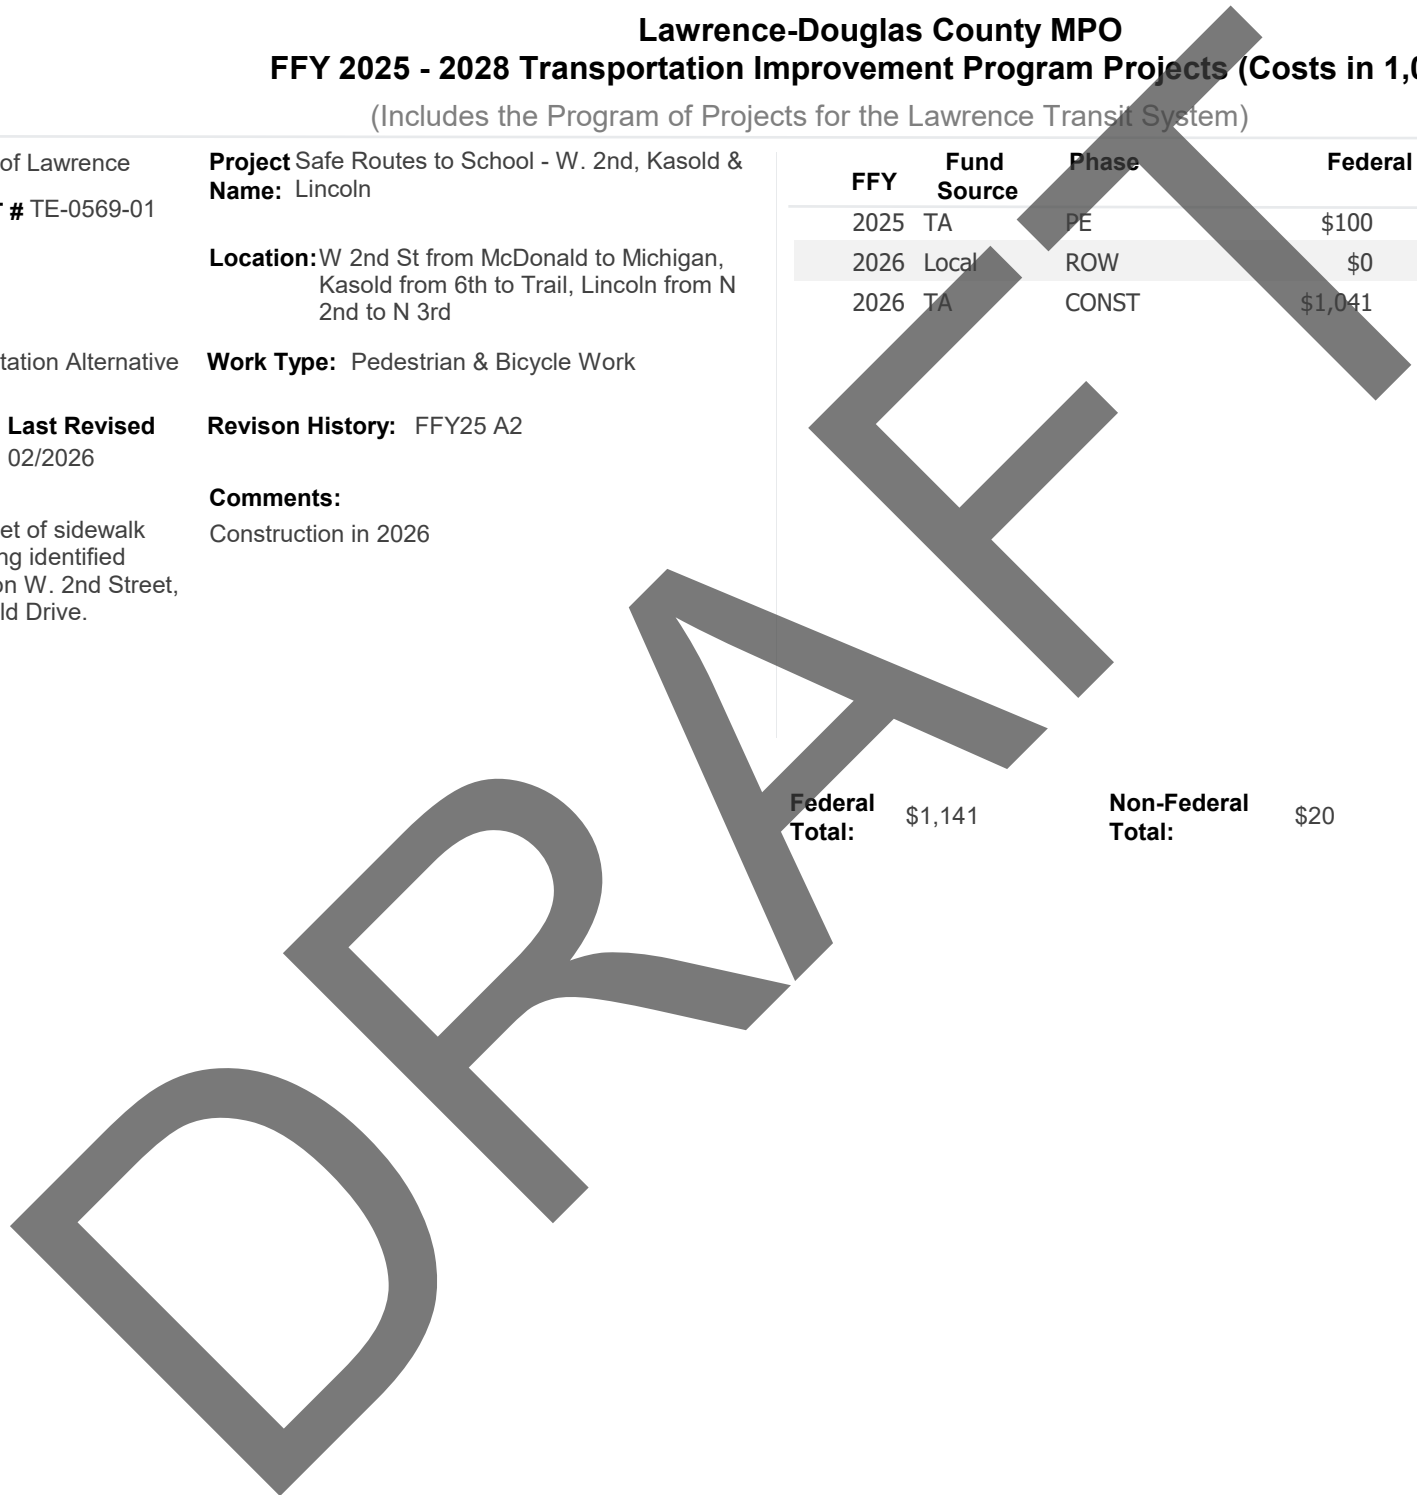 Lawrence-Douglas County MPO
FFY 2025 - 2028 Transportation Improvement Program Projects (Costs in 1,0
(Includes the Program of Projects for the Lawrence Transit System)
of Lawrence
# TE-0569-01
tation Alternative
Last Revised
02/2026
et of sidewalk
ng identified
on W. 2nd Street,
ld Drive.
Project Safe Routes to School - W. 2nd, Kasold &
Name: Lincoln
Location: W 2nd St from McDonald to Michigan,
Kasold from 6th to Trail, Lincoln from N
2nd to N 3rd
Work Type: Pedestrian & Bicycle Work
Revison History: FFY25 A2
Comments:
Construction in 2026
FFY Fund Source Phase Federal
2025 TA PE $100
2026 Local ROW $0
2026 TA CONST $1,041
Federal Total: $1,141 Non-Federal Total: $20
DRAFT